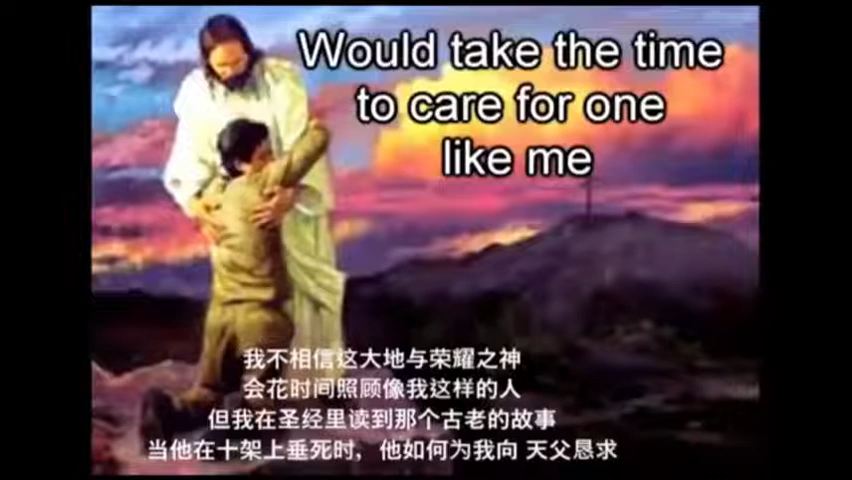 Would take the time
to care for one
like me
我不相信这大地与荣耀之神
会花时间照顾像我这样的人
但我在圣经里读到那个古老的故事
当他在十架上垂死时，他如何为我向 天父恳求